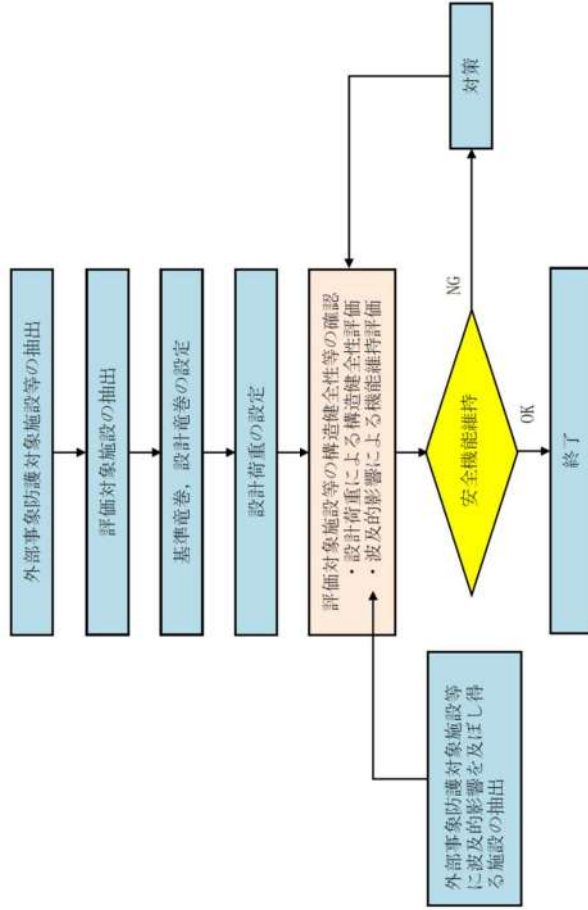 外部事象防護対象施設等の抽出
評価対象施設の抽出
基準竜巻，設計竜巻の設定
設計荷重の設定
評価対象施設等の構造健全性等の確認
・設計荷重による構造健全性評価
・波及的影響による機能維持評価
外部事象防護対象施設等
に波及的影響を及ぼし得
る施設の抽出
安全機能維持
NG
対策
OK
終了